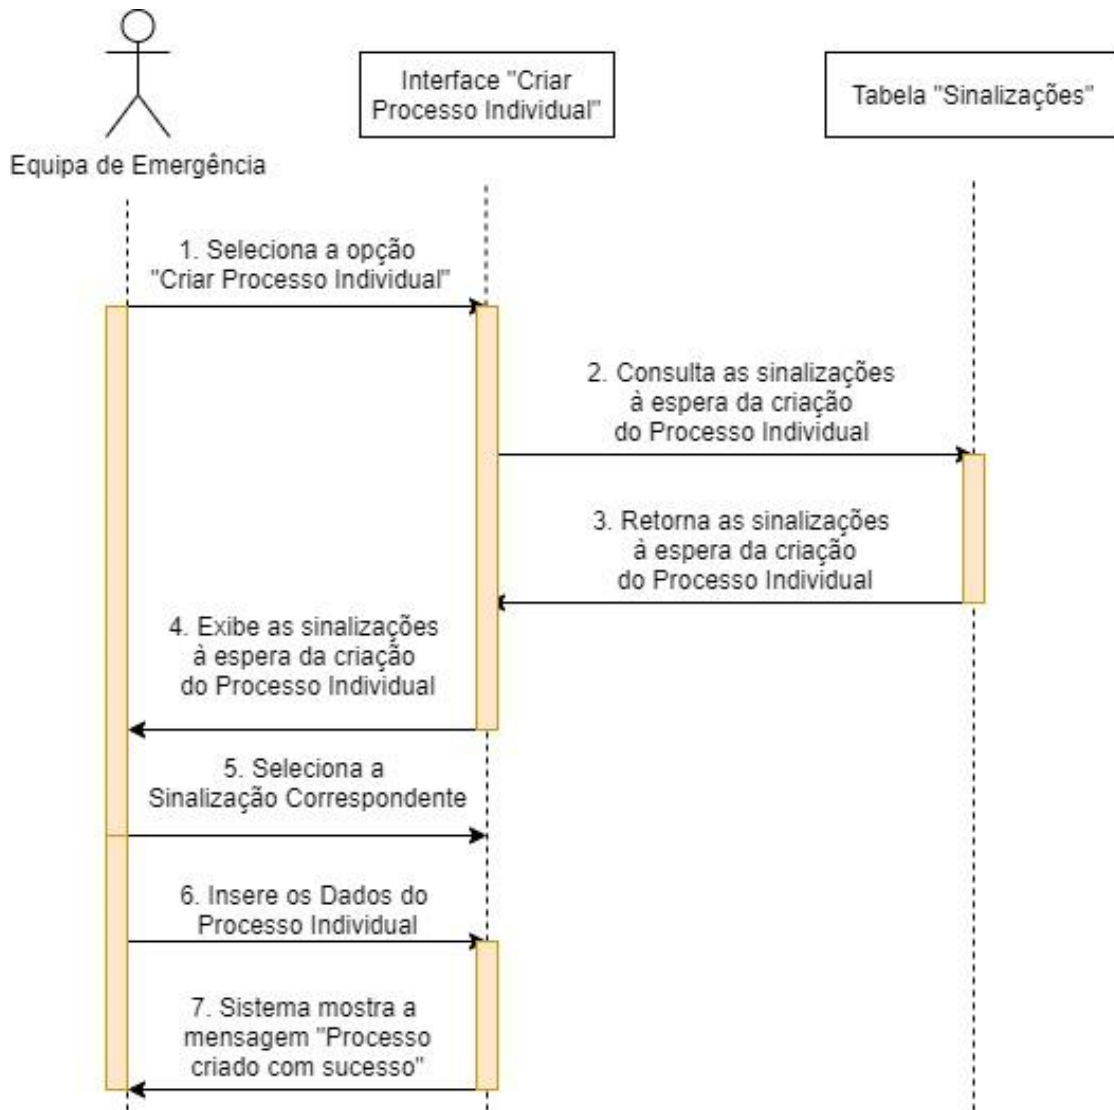 Interface "Criar
Processo Individual"
Tabela "Sinalizações"
Equipa de Emergência
1. Seleciona a opção
"Criar Processo Individual"
2. Consulta as sinalizações
à espera da criação
do Processo Individual
3. Retorna as sinalizações
à espera da criação
do Processo Individual
4. Exibe as sinalizações
à espera da criação
do Processo Individual
5. Seleciona a
Sinalização Correspondente
6. Insere os Dados do
Processo Individual
7. Sistema mostra a
mensagem "Processo
criado com sucesso"